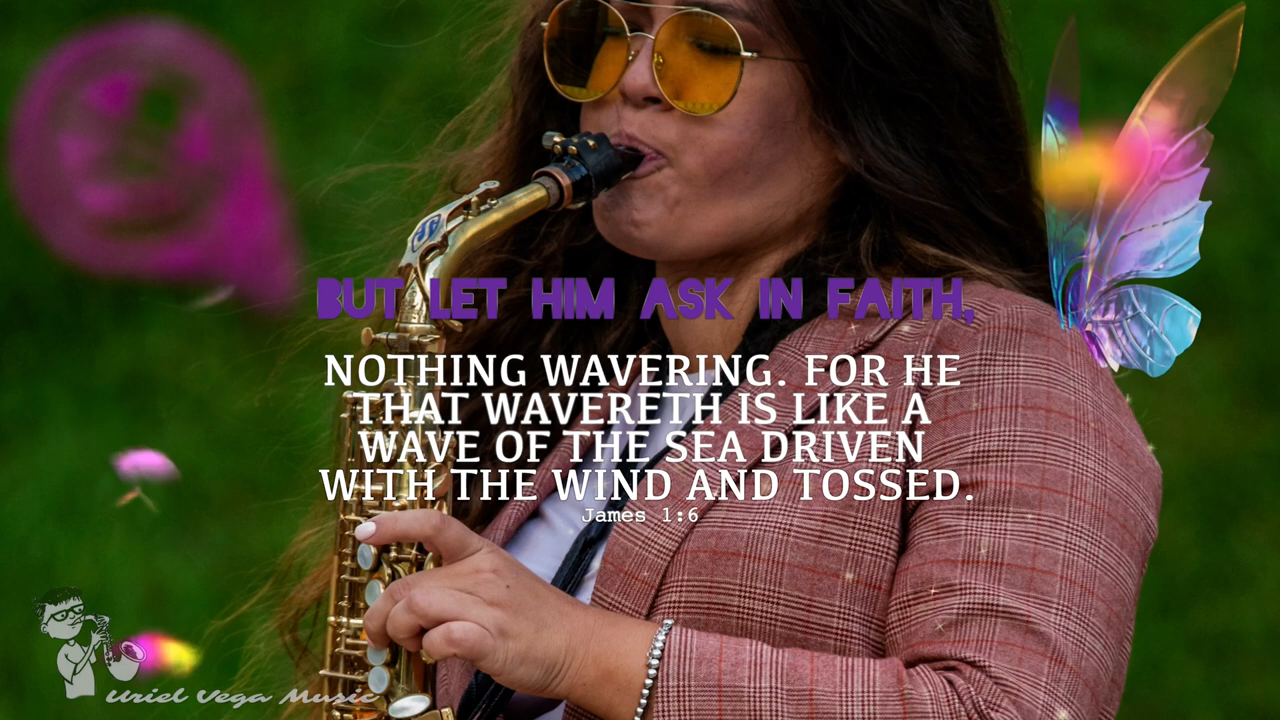 BUT LET HIM ASK IN FAITH,
NOTHING WAVERING. FOR HE
THAT WAVERETH IS LIKE A
WAVE OF THE SEA DRIVEN
WITH THE WIND AND TOSSED.
James 1:6
Uriel Vega Music